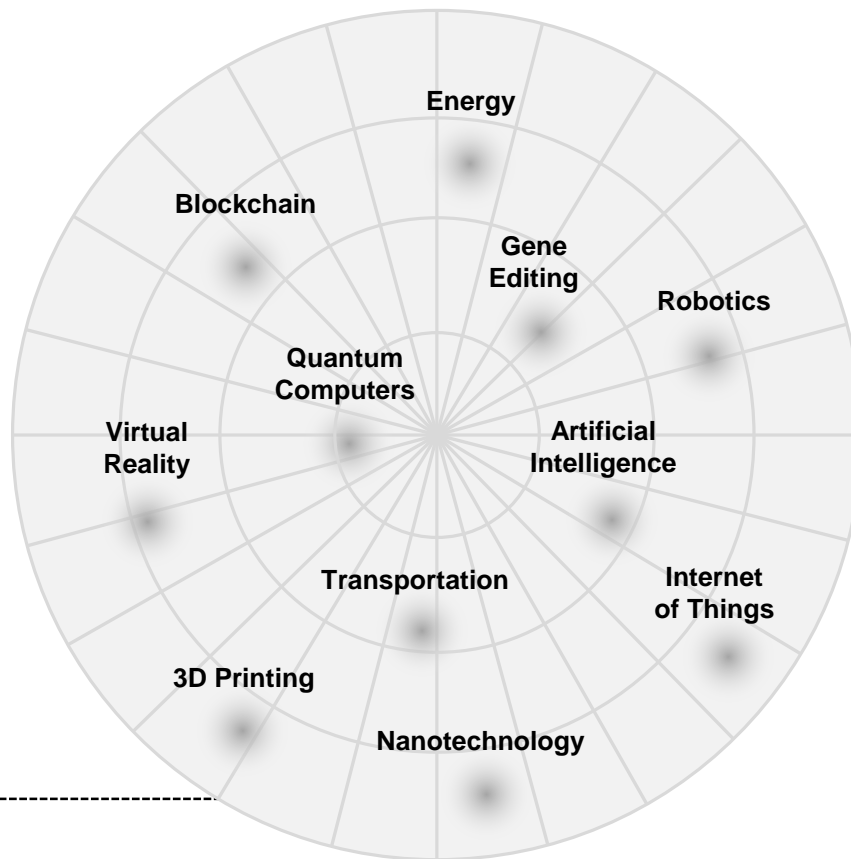 Energy
Blockchain
Gene
Editing
Robotics
Quantum
Computers
Virtual
Reality
Artificial
Intelligence
Transportation
Internet
of Things
3D Printing
Nanotechnology